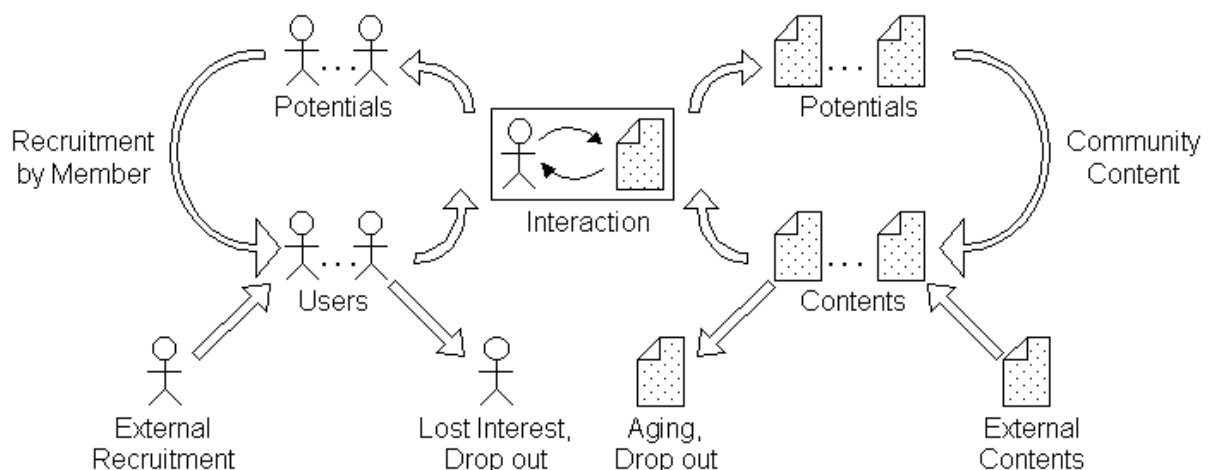 Potentials
Potentials
Recruitment
by Member
Community
Content
Interaction
Users
Contents
External
Recruitment
Lost Interest,
Drop out
Aging,
Drop out
External
Contents